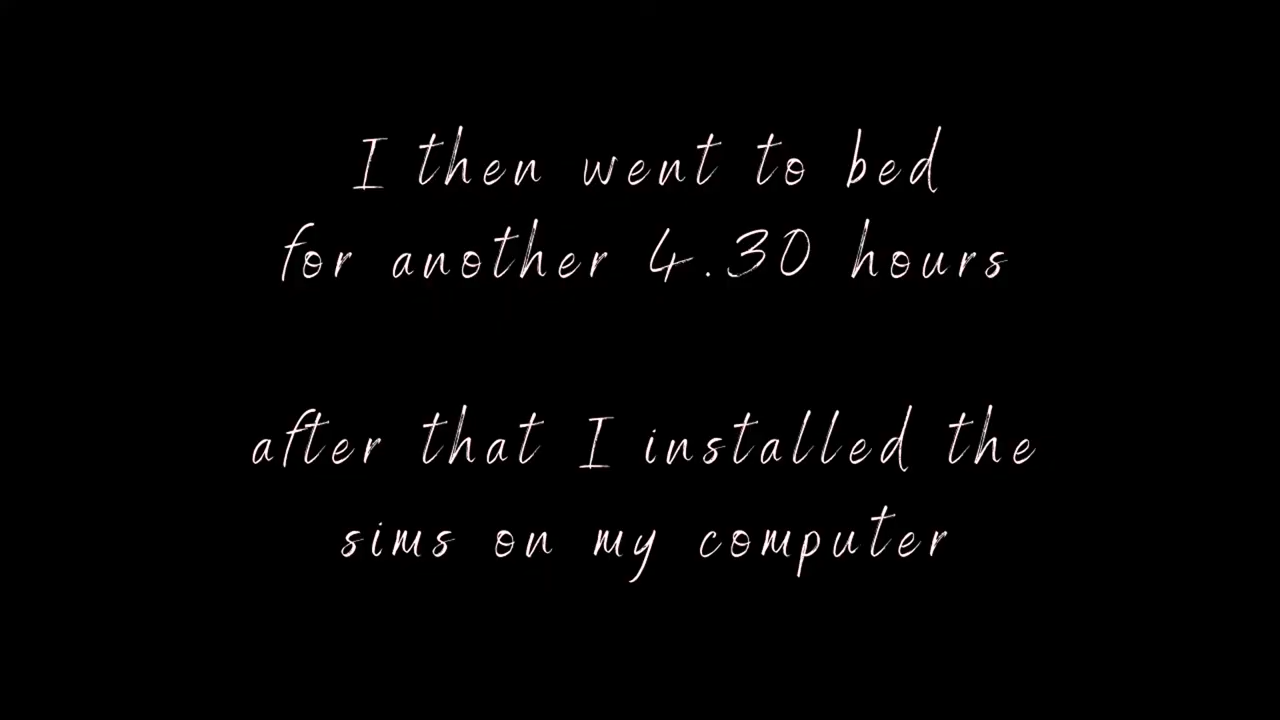 I then went to bed
for another 4.30 hours
after that I installed the
sims on my computer